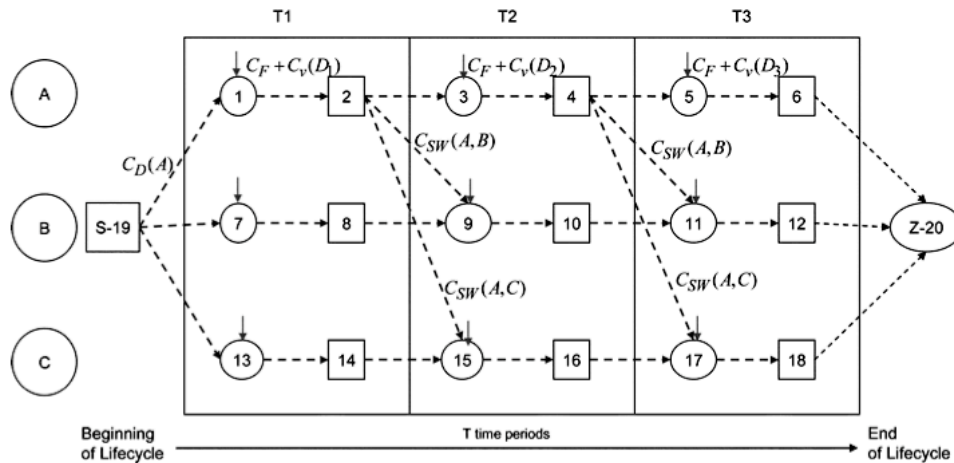 T1 T2 T3
C_F + C_v(D_1) C_F + C_v(D_2) C_F + C_v(D_3)
A 1 2 3 4 5 6
C_SW(A,B) C_SW(A,B)
C_D(A)
B S-19 7 8 9 10 11 12 Z-20
C_SW(A,C) C_SW(A,C)
C 13 14 15 16 17 18
Beginning
of Lifecycle
T time periods
End
of Lifecycle